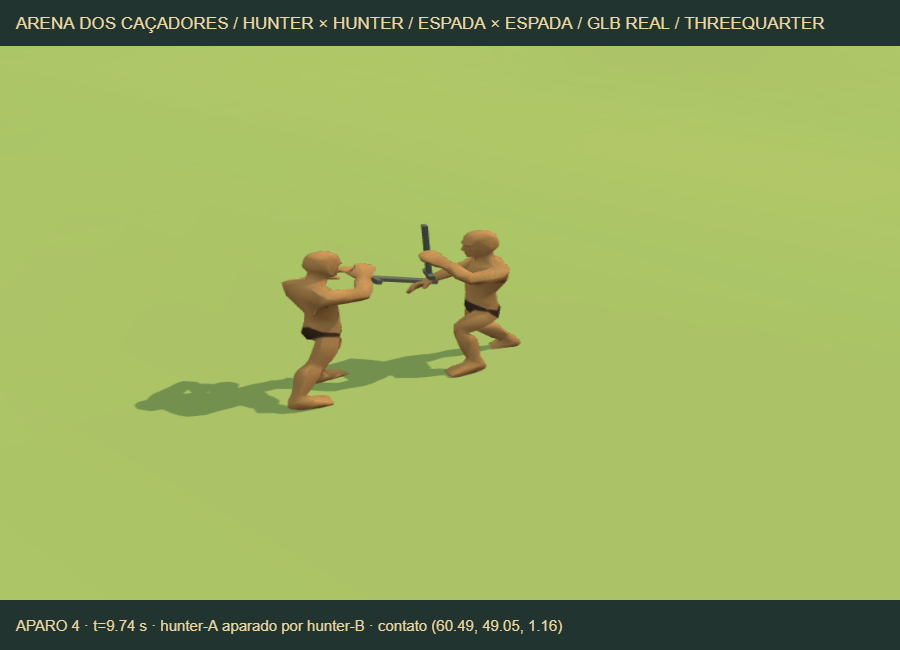 ARENA DOS CAÇADORES / HUNTER × HUNTER / ESPADA × ESPADA / GLB REAL / THREEQUARTER
APARO 4 · t=9.74 s · hunter-A aparado por hunter-B · contato (60.49, 49.05, 1.16)